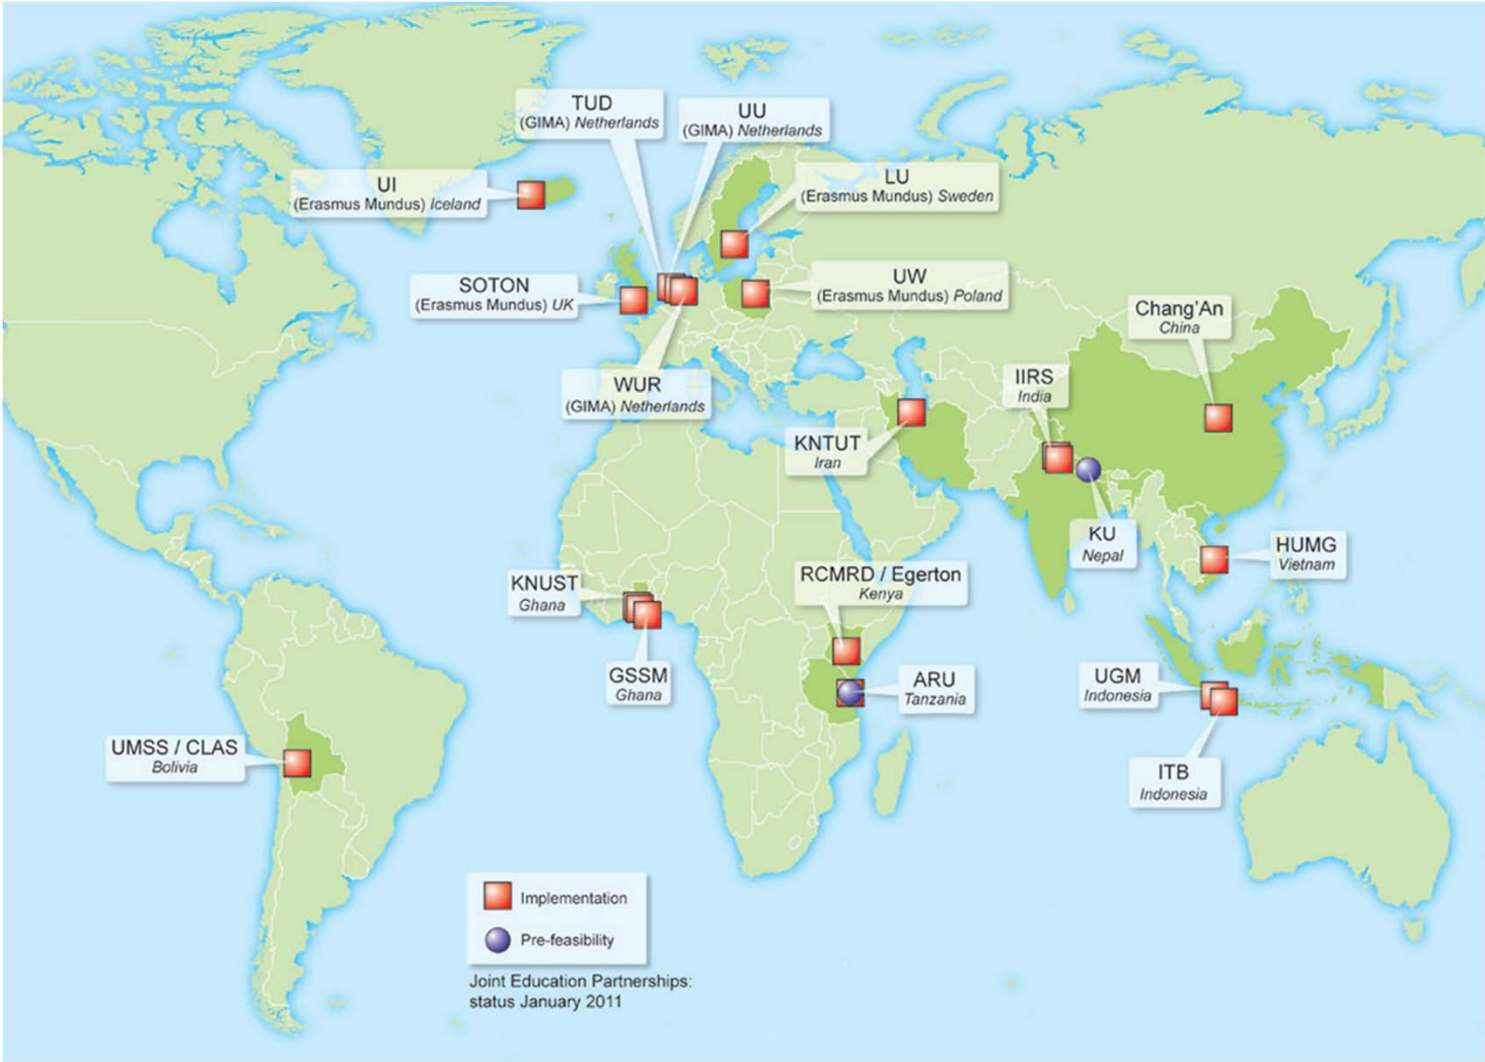 TUD
(GIMA) Netherlands
UU
(GIMA) Netherlands
UI
(Erasmus Mundus) Iceland
LU
(Erasmus Mundus) Sweden
SOTON
(Erasmus Mundus) UK
UW
(Erasmus Mundus) Poland
Chang'An
China
WUR
(GIMA) Netherlands
IIRS
India
KNTUT
Iran
KU
Nepal
HUMG
Vietnam
KNUST
Ghana
RCMRD / Egerton
Kenya
GSSM
Ghana
ARU
Tanzania
UGM
Indonesia
UMSS / CLAS
Bolivia
ITB
Indonesia
Implementation
Pre-feasibility
Joint Education Partnerships:
status January 2011